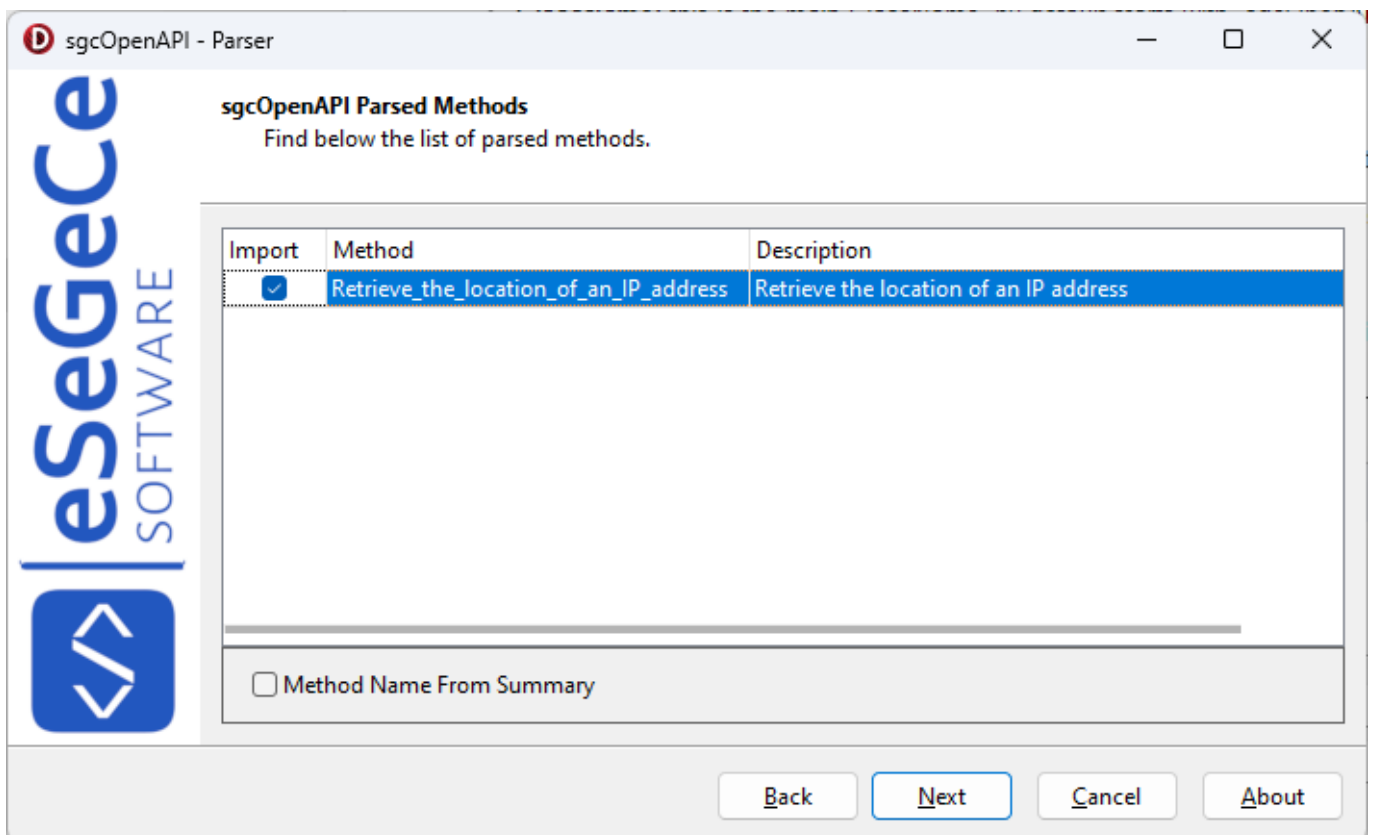 sgcOpenAPI - Parser
eSeGeCe
SOFTWARE
sgcOpenAPI Parsed Methods
Find below the list of parsed methods.
Import Method Description
Retrieve_the_location_of_an_IP_address Retrieve the location of an IP address
Method Name From Summary
Back Next Cancel About